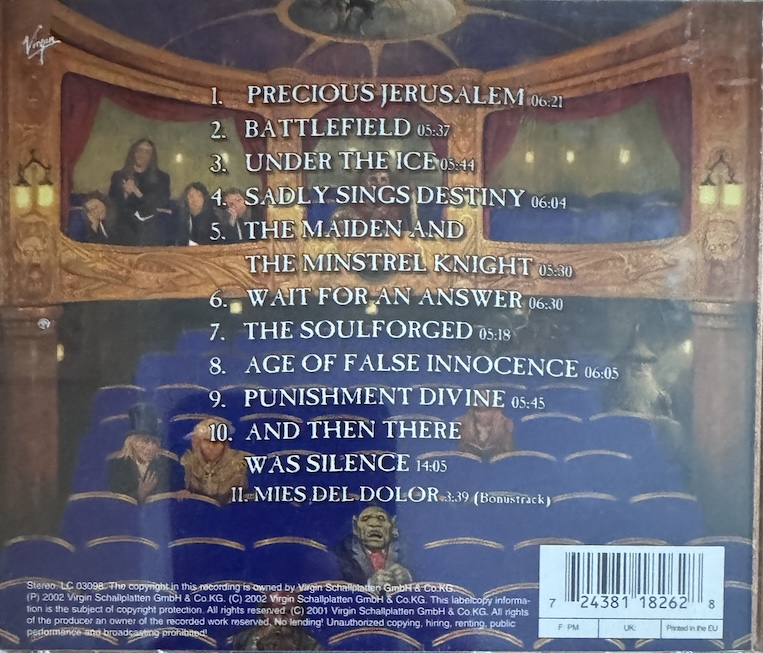 Virgin
1. PRECIOUS JERUSALEM 06:21
2. BATTLEFIELD 05:37
3. UNDER THE ICE 05:44
4. SADLY SINGS DESTINY 06:04
5. THE MAIDEN AND
THE MINSTREL KNIGHT 05:30
6. WAIT FOR AN ANSWER 06:30
7. THE SOULFORGED 05:18
8. AGE OF FALSE INNOCENCE 06:05
9. PUNISHMENT DIVINE 05:45
10. AND THEN THERE
WAS SILENCE 14:05
11. MIES DEL DOLOR 3:39 (Bonustrack)
Stereo LC 03098. The copyright in this recording is owned by Virgin Schallplatten GmbH & Co.KG.
(P) 2002 Virgin Schallplatten GmbH & Co.KG. (C) 2002 Virgin Schallplatten GmbH & Co.KG. This labelcopy informa-
tion is the subject of copyright protection. All rights reserved. (C) 2001 Virgin Schallplatten GmbH & Co.KG. All rights
of the producer an owner of the recorded work reserved. No lending! Unauthorized copying, hiring, renting, public
performance and broadcasting prohibited!
7 24381 18262 8
F: PM UK: Printed in the EU